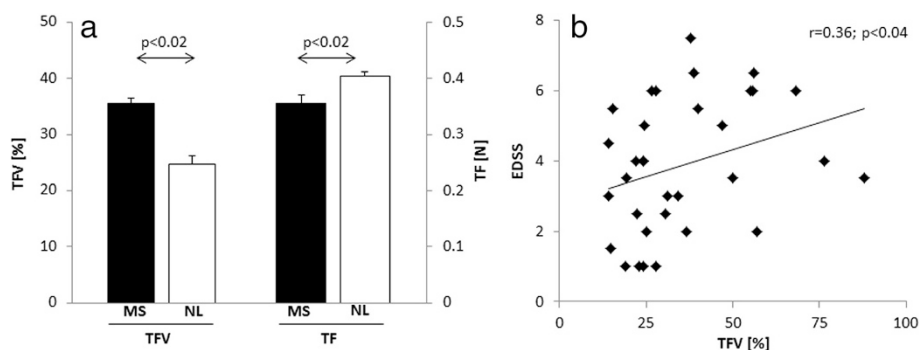 a
p<0.02
p<0.02
50
40
30
20
10
0
TFV [%]
0.5
0.4
0.3
0.2
0.1
0
TF [N]
MS NL MS NL
TFV TF
b
r=0.36; p<0.04
8
6
4
2
0
EDSS
0 25 50 75 100
TFV [%]